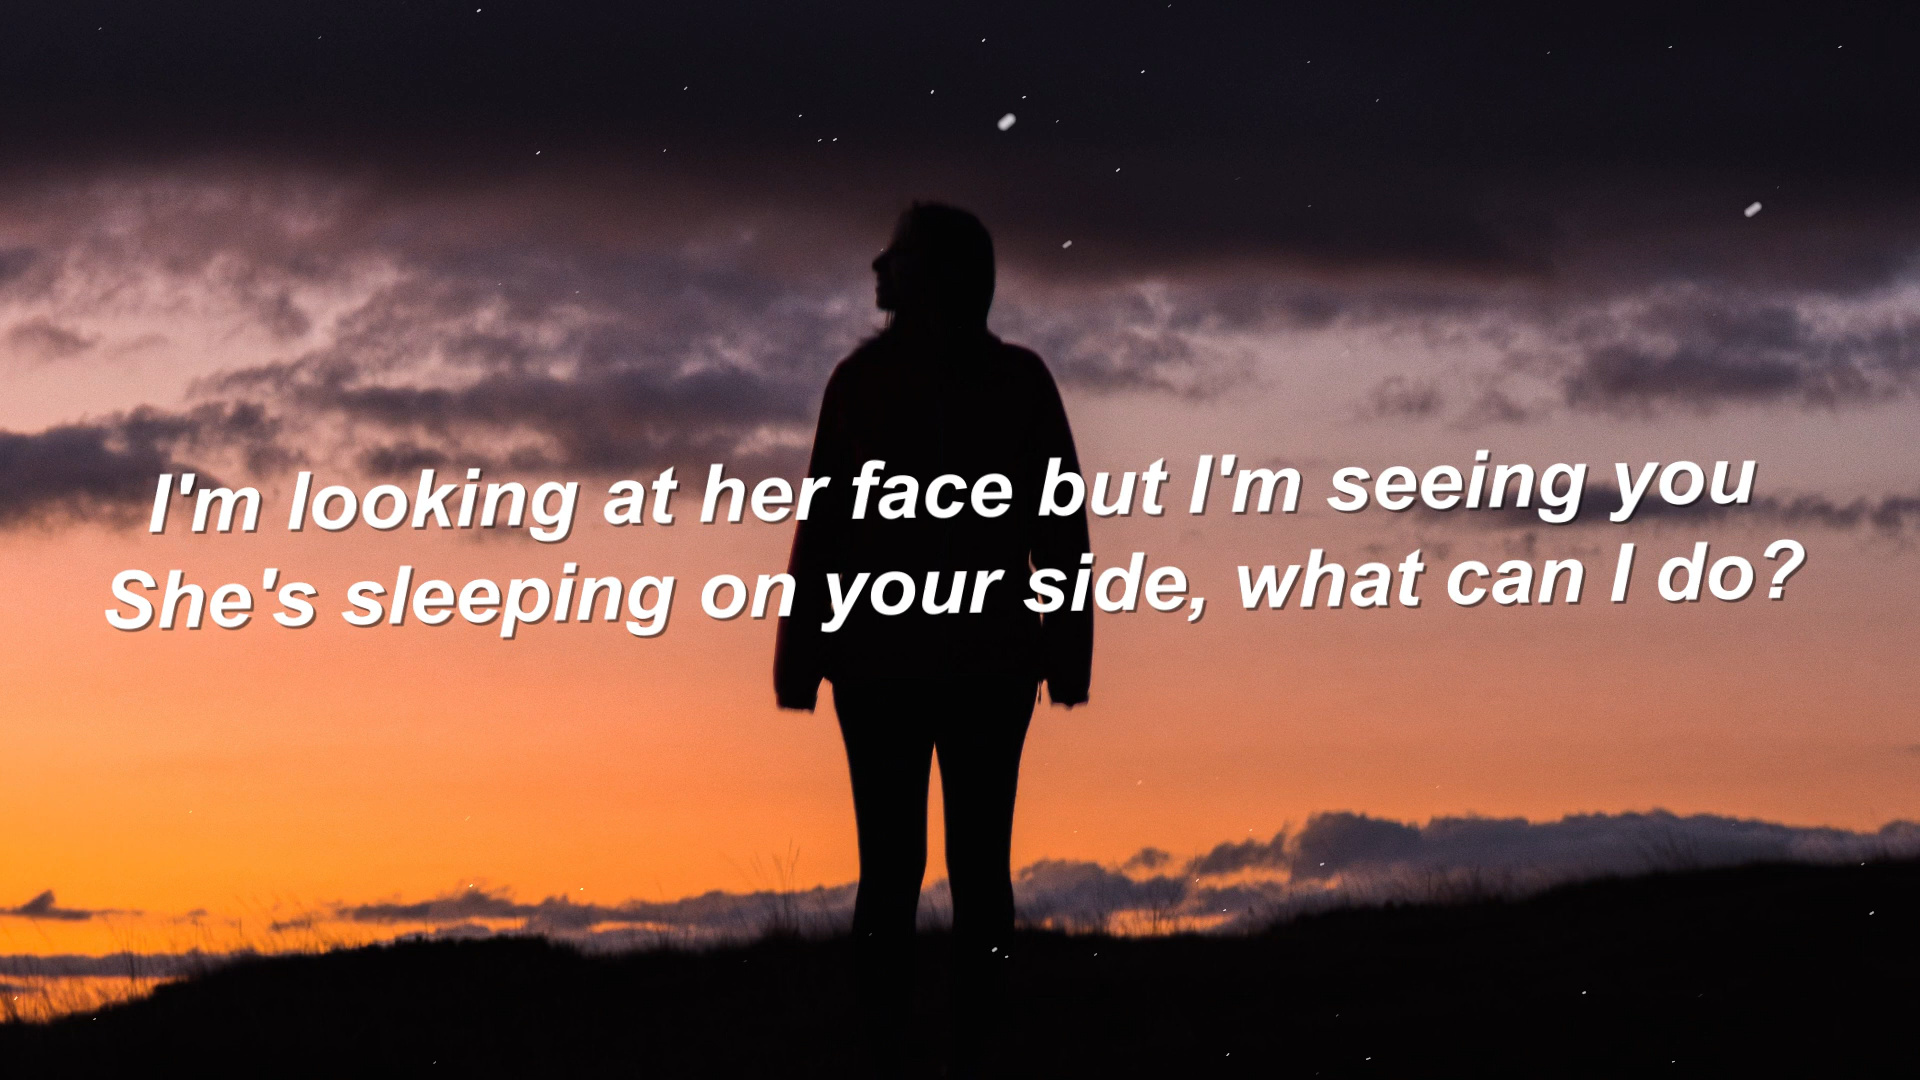 I'm looking at her face but I'm seeing you
She's sleeping on your side, what can I do?